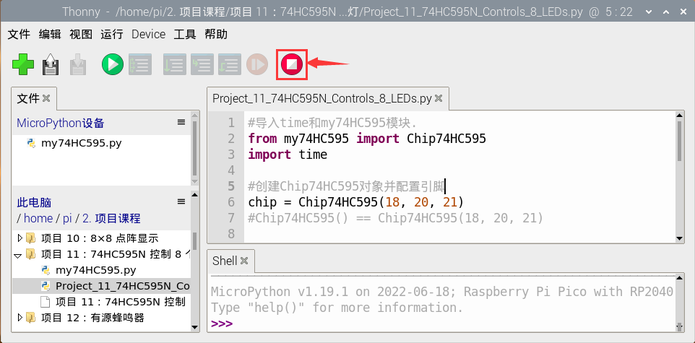 Thonny - /home/pi/2. 项目课程/项目 11：74HC595N ...灯/Project_11_74HC595N_Controls_8_LEDs.py @ 5 : 22
文件 编辑 视图 运行 Device 工具 帮助
文件
MicroPython设备
my74HC595.py
此电脑
/ home / pi / 2. 项目课程
项目 10：8×8 点阵显示
项目 11：74HC595N 控制 8 个
my74HC595.py
Project_11_74HC595N_Co
项目 11：74HC595N 控制
项目 12：有源蜂鸣器
Project_11_74HC595N_Controls_8_LEDs.py
1 #导入time和my74HC595模块.
2 from my74HC595 import Chip74HC595
3 import time
4
5 #创建Chip74HC595对象并配置引脚
6 chip = Chip74HC595(18, 20, 21)
7 #Chip74HC595() == Chip74HC595(18, 20, 21)
8
Shell
MicroPython v1.19.1 on 2022-06-18; Raspberry Pi Pico with RP2040
Type "help()" for more information.
>>>